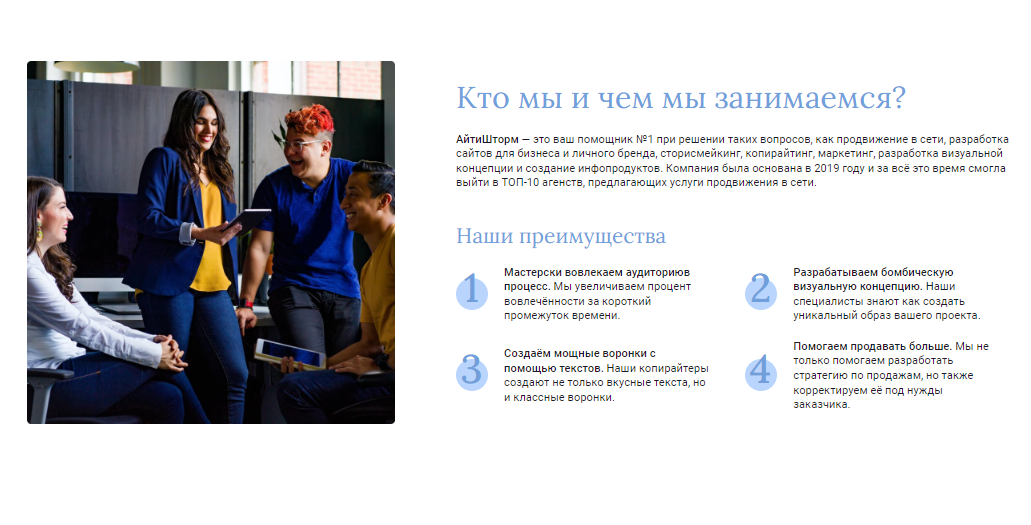 Кто мы и чем мы занимаемся?
АйтиШторм — это ваш помощник №1 при решении таких вопросов, как продвижение в сети, разработка
сайтов для бизнеса и личного бренда, сторисмейкинг, копирайтинг, маркетинг, разработка визуальной
концепции и создание инфопродуктов. Компания была основана в 2019 году и за всё это время смогла
выйти в ТОП-10 агенств, предлагающих услуги продвижения в сети.
Наши преимущества
1
Мастерски вовлекаем аудиториюв
процесс. Мы увеличиваем процент
вовлечённости за короткий
промежуток времени.
2
Разрабатываем бомбическую
визуальную концепцию. Наши
специалисты знают как создать
уникальный образ вашего проекта.
3
Создаём мощные воронки с
помощью текстов. Наши копирайтеры
создают не только вкусные текста, но
и классные воронки.
4
Помогаем продавать больше. Мы не
только помогаем разработать
стратегию по продажам, но также
корректируем её под нужды
заказчика.